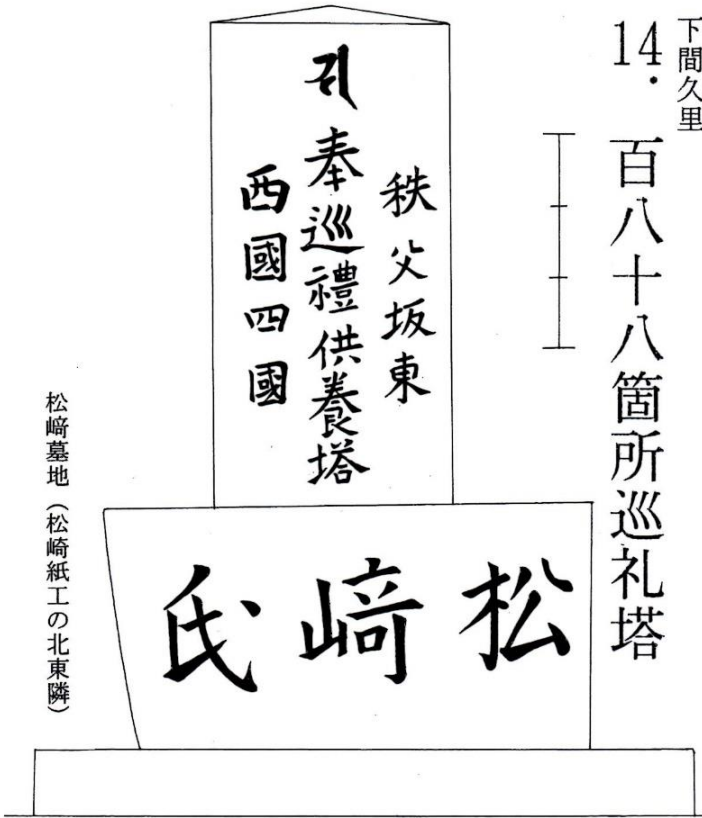 下間久里
14. 百八十八箇所巡礼塔
秩父坂東
奉巡禮供養塔
西國四國
松﨑氏
松﨑墓地（松崎紙工の北東隣）